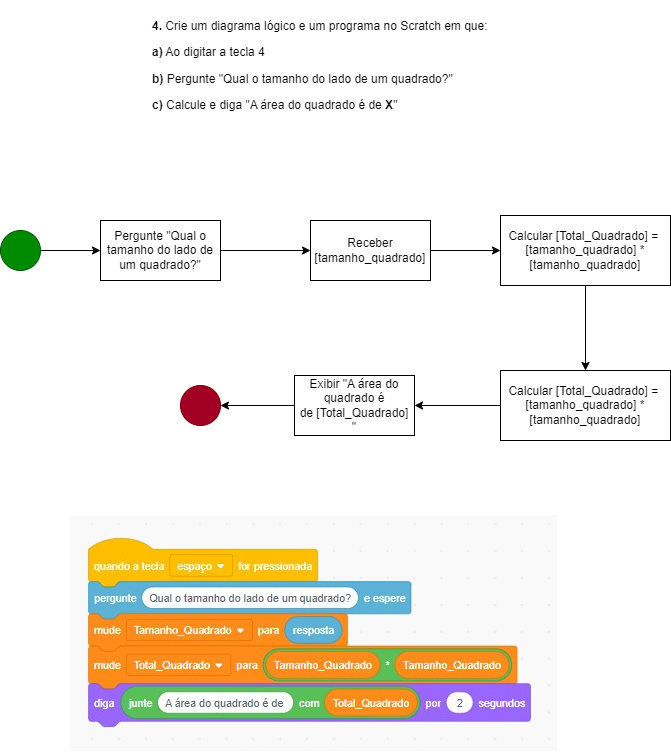 4. Crie um diagrama lógico e um programa no Scratch em que:
a) Ao digitar a tecla 4
b) Pergunte "Qual o tamanho do lado de um quadrado?"
c) Calcule e diga "A área do quadrado é de X"
Pergunte "Qual o
tamanho do lado de
um quadrado?"
Receber
[tamanho_quadrado]
Calcular [Total_Quadrado] =
[tamanho_quadrado] *
[tamanho_quadrado]
Calcular [Total_Quadrado] =
[tamanho_quadrado] *
[tamanho_quadrado]
Exibir "A área do
quadrado é
de [Total_Quadrado]
"
quando a tecla espaço for pressionada
pergunte Qual o tamanho do lado de um quadrado? e espere
mude Tamanho_Quadrado para resposta
mude Total_Quadrado para Tamanho_Quadrado * Tamanho_Quadrado
diga junte A área do quadrado é de com Total_Quadrado por 2 segundos